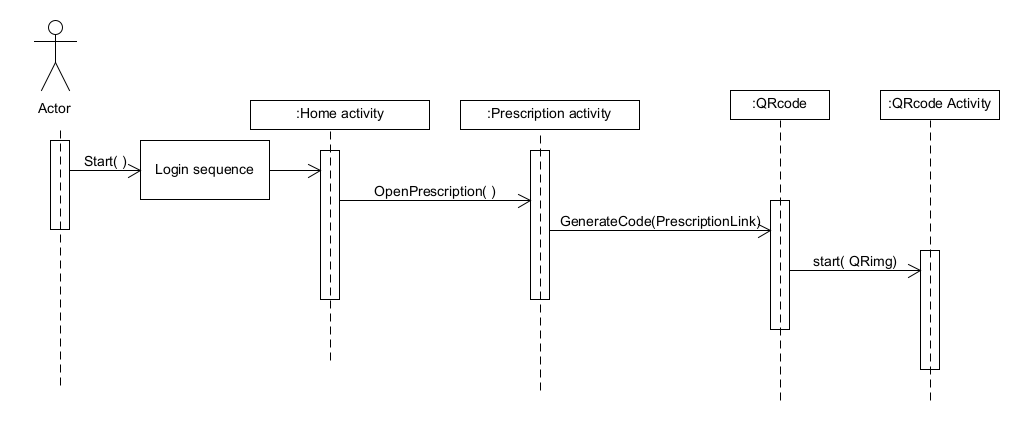 Actor
:Home activity
:Prescription activity
:QRcode
:QRcode Activity
Start( )
Login sequence
OpenPrescription( )
GenerateCode(PrescriptionLink)
start( QRimg)